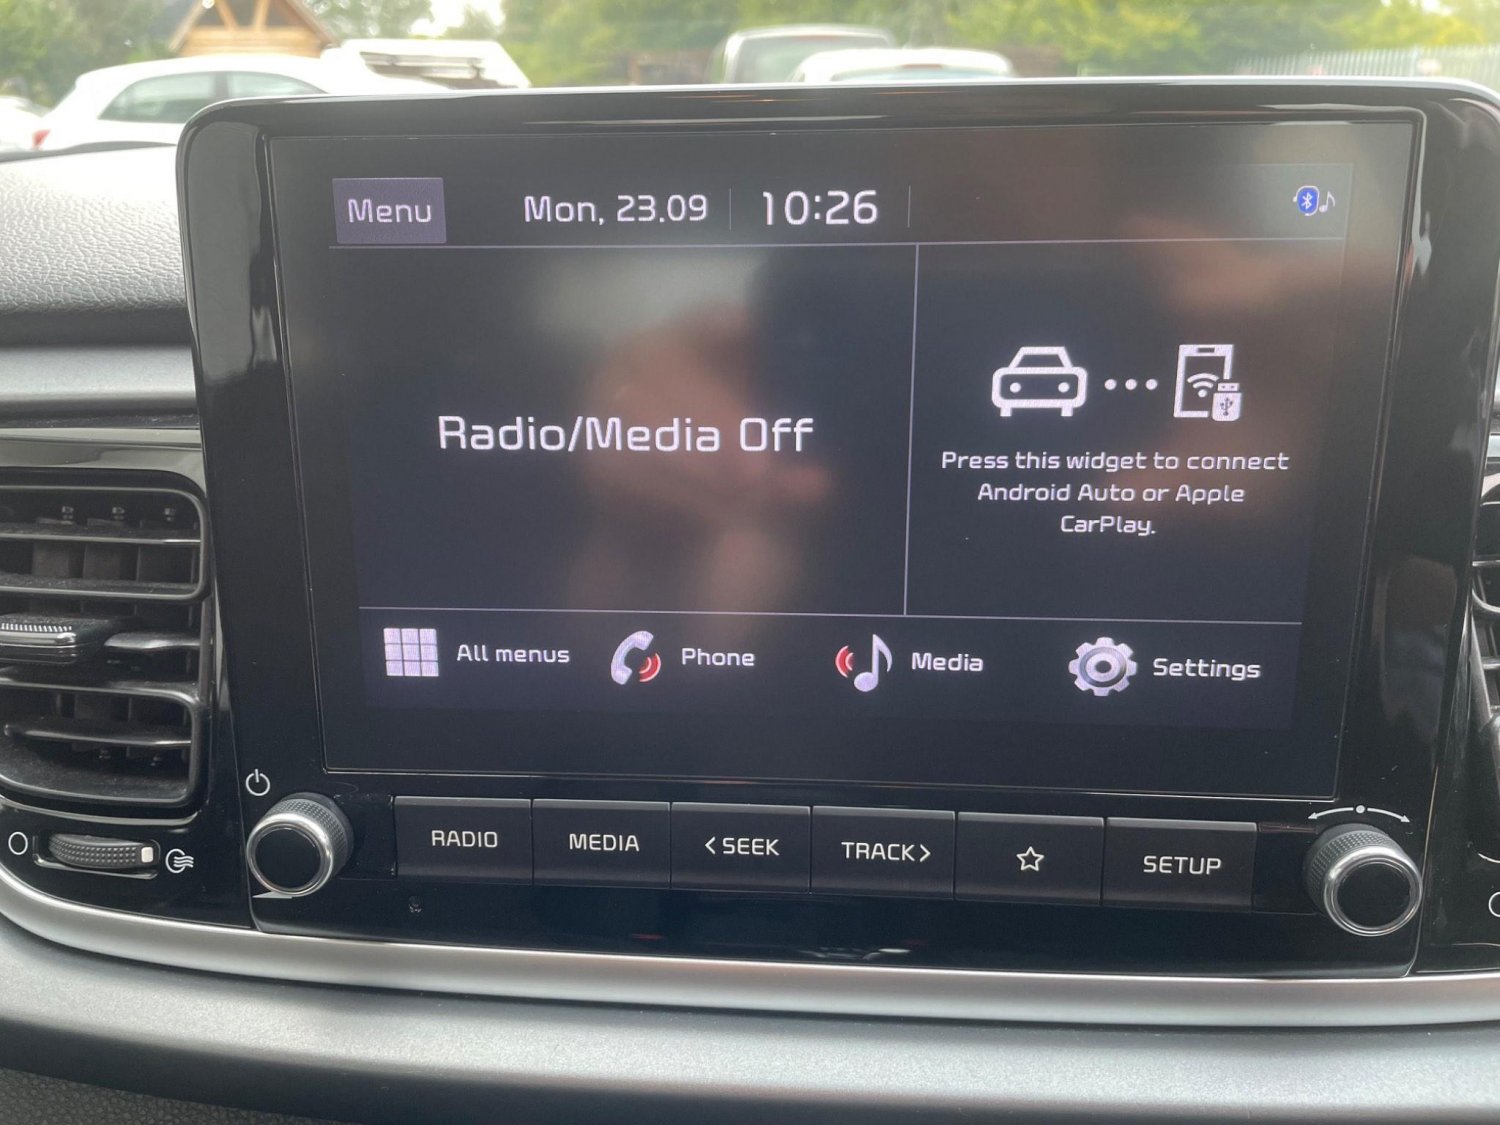 Menu
Mon, 23.09
10:26
Radio/Media Off
Press this widget to connect
Android Auto or Apple
CarPlay.
All menus
Phone
Media
Settings
RADIO
MEDIA
<SEEK
TRACK>
SETUP